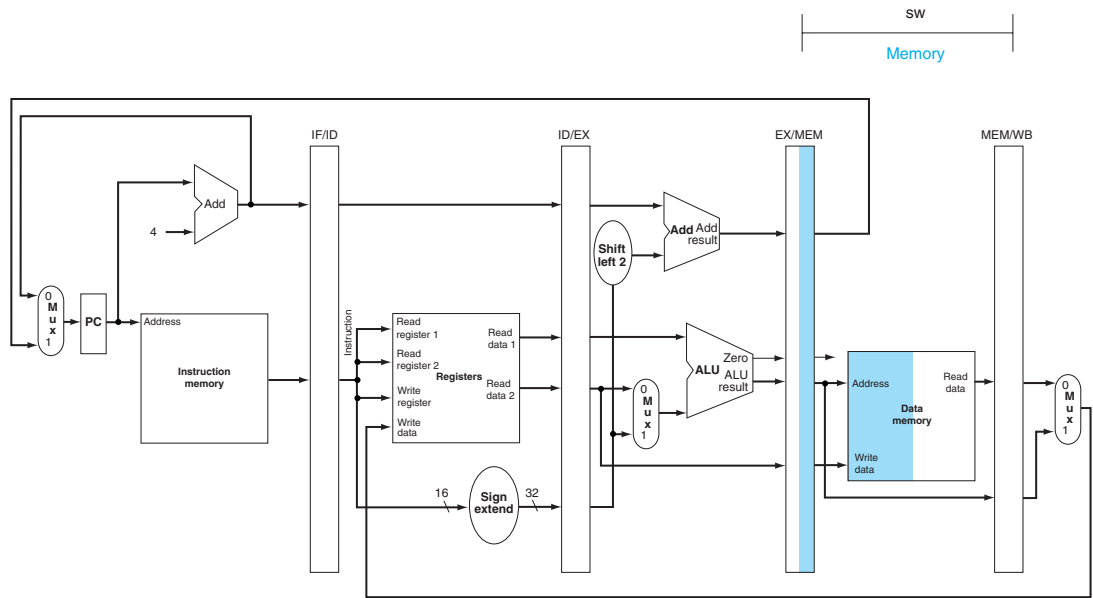 SW
Memory
IF/ID
ID/EX
EX/MEM
MEM/WB
Add
4
Shift
left 2
Add Add
result
0
M
u
x
1
PC
Address
Instruction
memory
Instruction
Read
register 1
Read
register 2
Write
register
Write
data
Registers
Read
data 1
Read
data 2
16
Sign
extend
32
0
M
u
x
1
ALU
Zero
ALU
result
Address
Write
data
Data
memory
Read
data
0
M
u
x
1